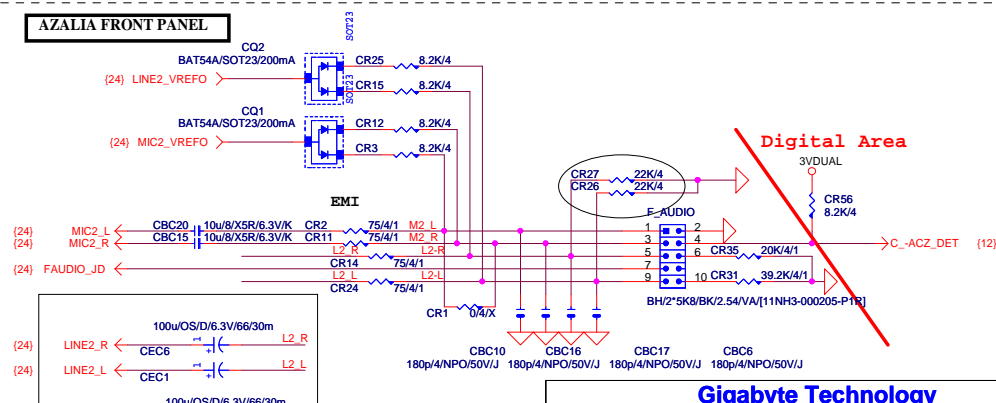 AZALIA FRONT PANEL
SOT23
CQ2
BAT54A/SOT23/200mA
CR25 8.2K/4
{24} LINE2_VREFO
SOT23
CR15 8.2K/4
CQ1
BAT54A/SOT23/200mA
CR12 8.2K/4
{24} MIC2_VREFO
CR3 8.2K/4
Digital Area
3VDUAL
CR27 22K/4
CR26 22K/4
CR56
8.2K/4
EMI
F_AUDIO
{24} MIC2_L CBC20 10u/8/X5R/6.3V/K CR2 75/4/1 M2_L 1 2
{24} MIC2_R CBC15 10u/8/X5R/6.3V/K CR11 75/4/1 M2_R 3 4 C_-ACZ_DET {12}
L2_R L2-R 5 6 CR35 20K/4/1
{24} FAUDIO_JD CR14 75/4/1 7
L2_L L2-L 9 10 CR31 39.2K/4/1
CR24 75/4/1
BH/2*5K8/BK/2.54/VA/[11NH3-000205-P1R]
CR1 0/4/X
100u/OS/D/6.3V/66/30m
{24} LINE2_R 1 + L2_R
CEC6
CBC10 CBC16 CBC17 CBC6
180p/4/NPO/50V/J 180p/4/NPO/50V/J 180p/4/NPO/50V/J 180p/4/NPO/50V/J
{24} LINE2_L 1 + L2_L
CEC1
100u/OS/D/6.3V/66/30m
Gigabyte Technology